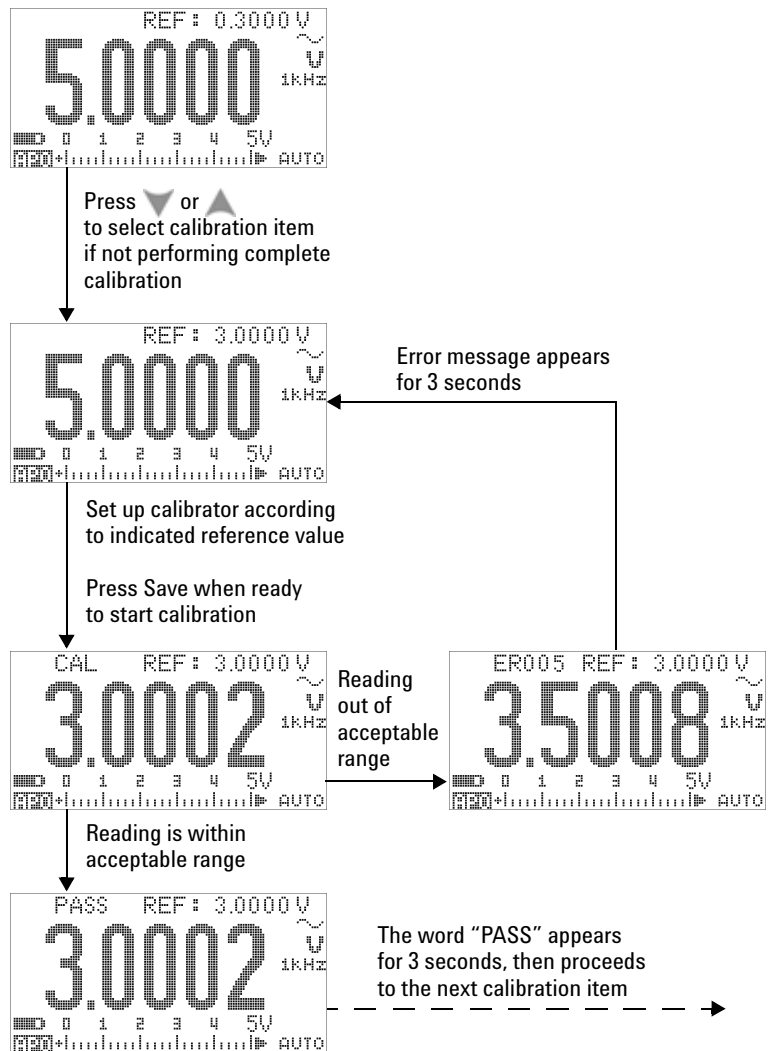 REF: 0.3000 V
5.0000
V
1kHz
0 1 2 3 4 5V
APO AUTO
Press or
to select calibration item
if not performing complete
calibration
REF: 3.0000 V
5.0000
V
1kHz
0 1 2 3 4 5V
APO AUTO
Error message appears
for 3 seconds
Set up calibrator according
to indicated reference value
Press Save when ready
to start calibration
CAL REF: 3.0000 V
3.0002
V
1kHz
0 1 2 3 4 5V
APO AUTO
Reading
out of
acceptable
range
ER005 REF: 3.0000 V
3.5008
V
1kHz
0 1 2 3 4 5V
APO AUTO
Reading is within
acceptable range
PASS REF: 3.0000 V
3.0002
V
1kHz
0 1 2 3 4 5V
APO AUTO
The word “PASS” appears
for 3 seconds, then proceeds
to the next calibration item